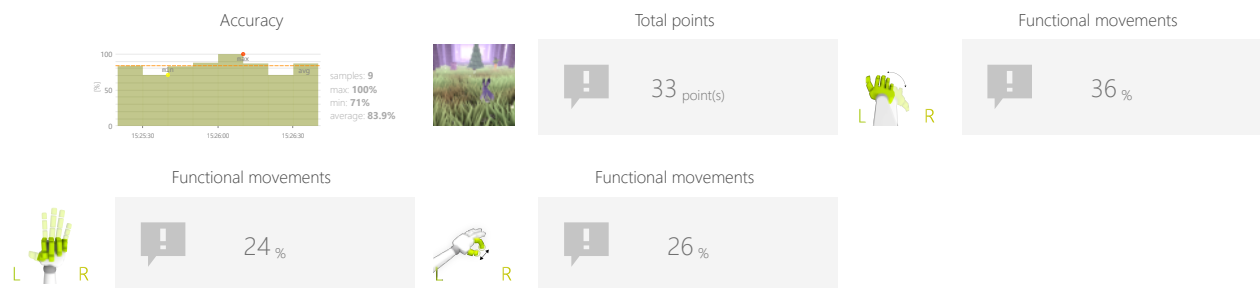 Accuracy
Total points
Functional movements
100
50
0
[%]
min
max
avg
15:25:30
15:26:00
15:26:30
samples: 9
max: 100%
min: 71%
average: 83.9%
33 point(s)
L R
36 %
Functional movements
Functional movements
L R
24 %
L R
26 %